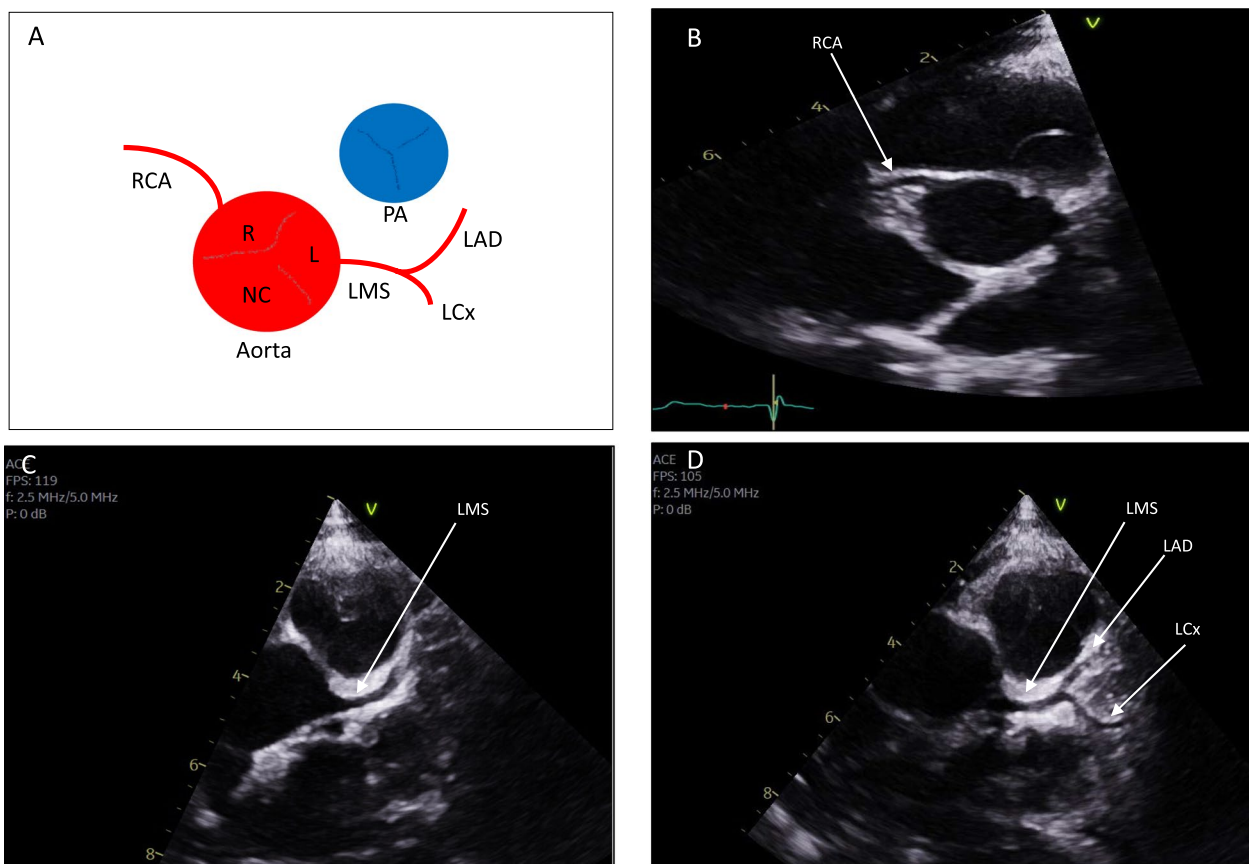 A
RCA
R
L
NC
Aorta
PA
LAD
LMS
LCx
B
RCA
2
4
6
V
C
ACE
FPS: 119
f: 2.5 MHz/5.0 MHz
P: 0 dB
V
LMS
2
4
6
8
D
ACE
FPS: 105
f: 2.5 MHz/5.0 MHz
P: 0 dB
V
LMS
LAD
LCx
2
4
6
8